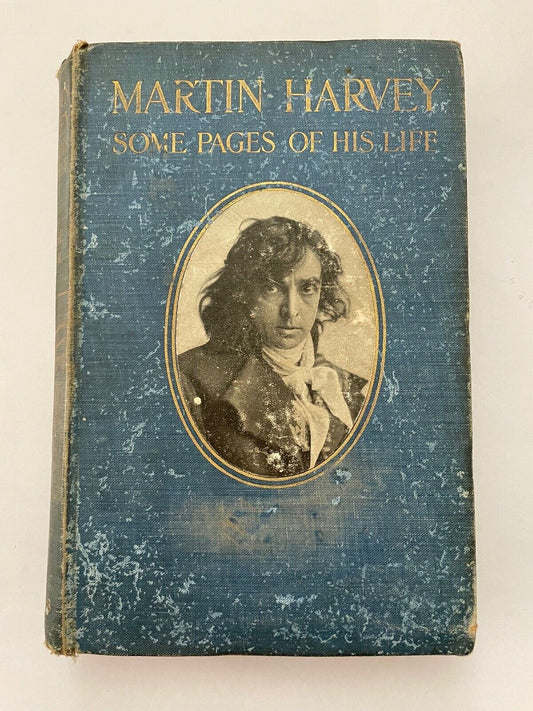 MARTIN HARVEY
SOME PAGES OF HIS LIFE